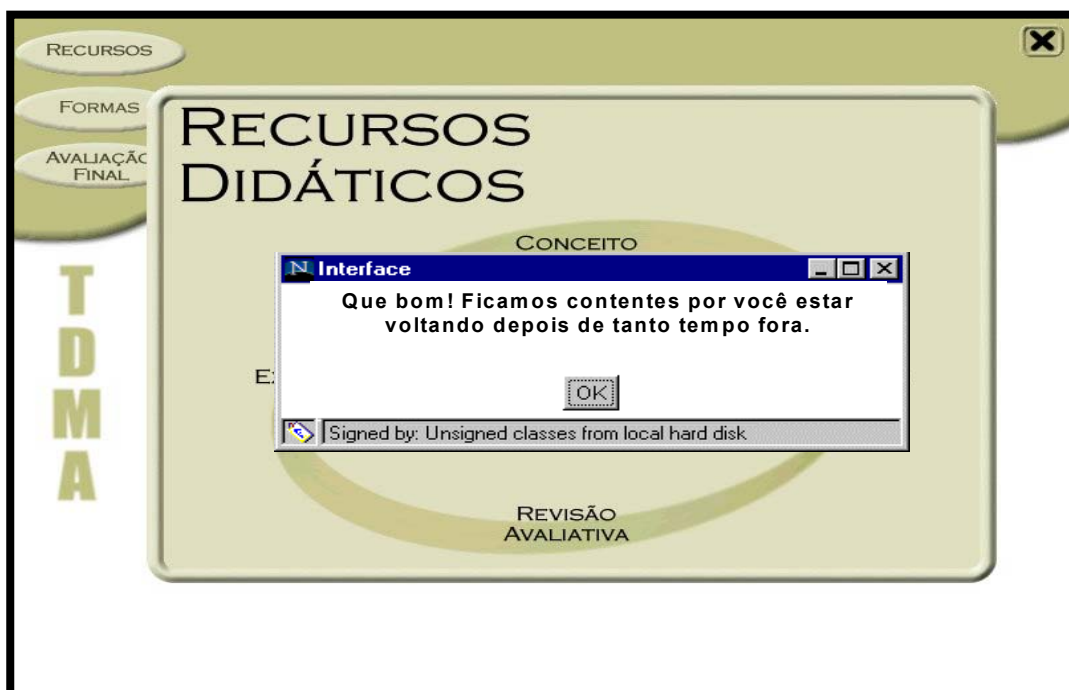 RECURSOS
FORMAS
AVALIAÇÃO
FINAL
TDMA
RECURSOS
DIDÁTICOS
CONCEITO
Interface
Que bom! Ficamos contentes por você estar
voltando depois de tanto tempo fora.
OK
Signed by: Unsigned classes from local hard disk
REVISÃO
AVALIATIVA